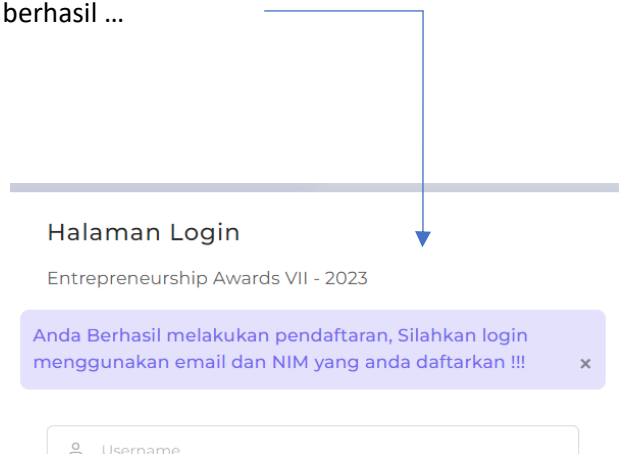 berhasil ...
Halaman Login
Entrepreneurship Awards VII - 2023
Anda Berhasil melakukan pendaftaran, Silahkan login
menggunakan email dan NIM yang anda daftarkan !!! ×
Username